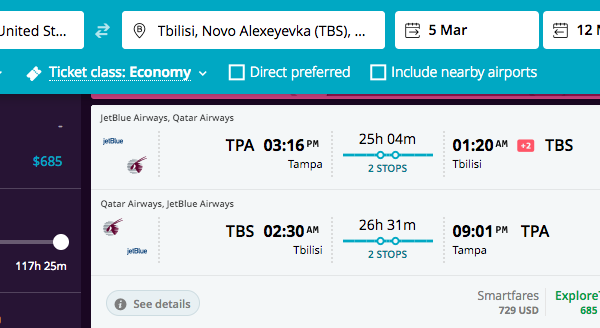 United St...
B Tbilisi, Novo Alexeyevka (TBS), ...
5 Mar
12 M
Ticket class: Economy
Direct preferred
Include nearby airports
-
$685
117h 25m
JetBlue Airways, Qatar Airways
jetBlue
TPA 03:16 PM
Tampa
25h 04m
2 STOPS
01:20 AM +2 TBS
Tbilisi
Qatar Airways, JetBlue Airways
jetBlue
TBS 02:30 AM
Tbilisi
26h 31m
2 STOPS
09:01 PM TPA
Tampa
i See details
Smartfares
729 USD
ExploreT
685